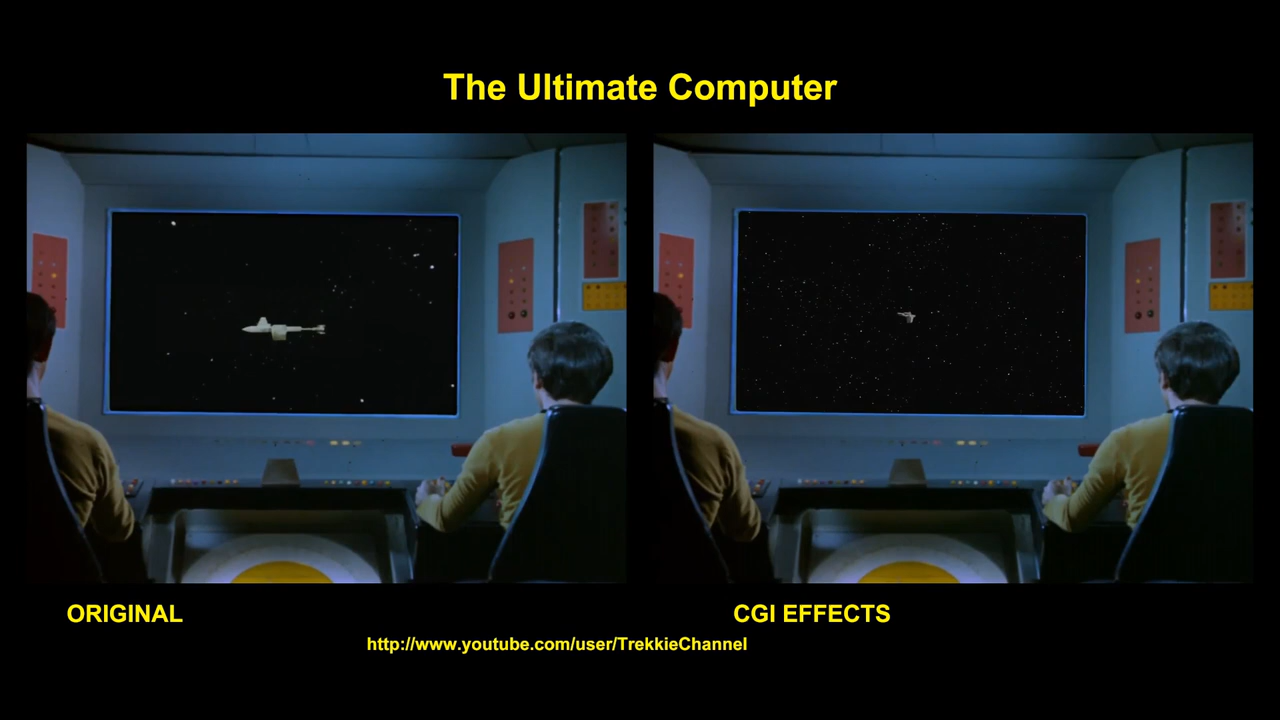 The Ultimate Computer
ORIGINAL
CGI EFFECTS
http://www.youtube.com/user/TrekkieChannel